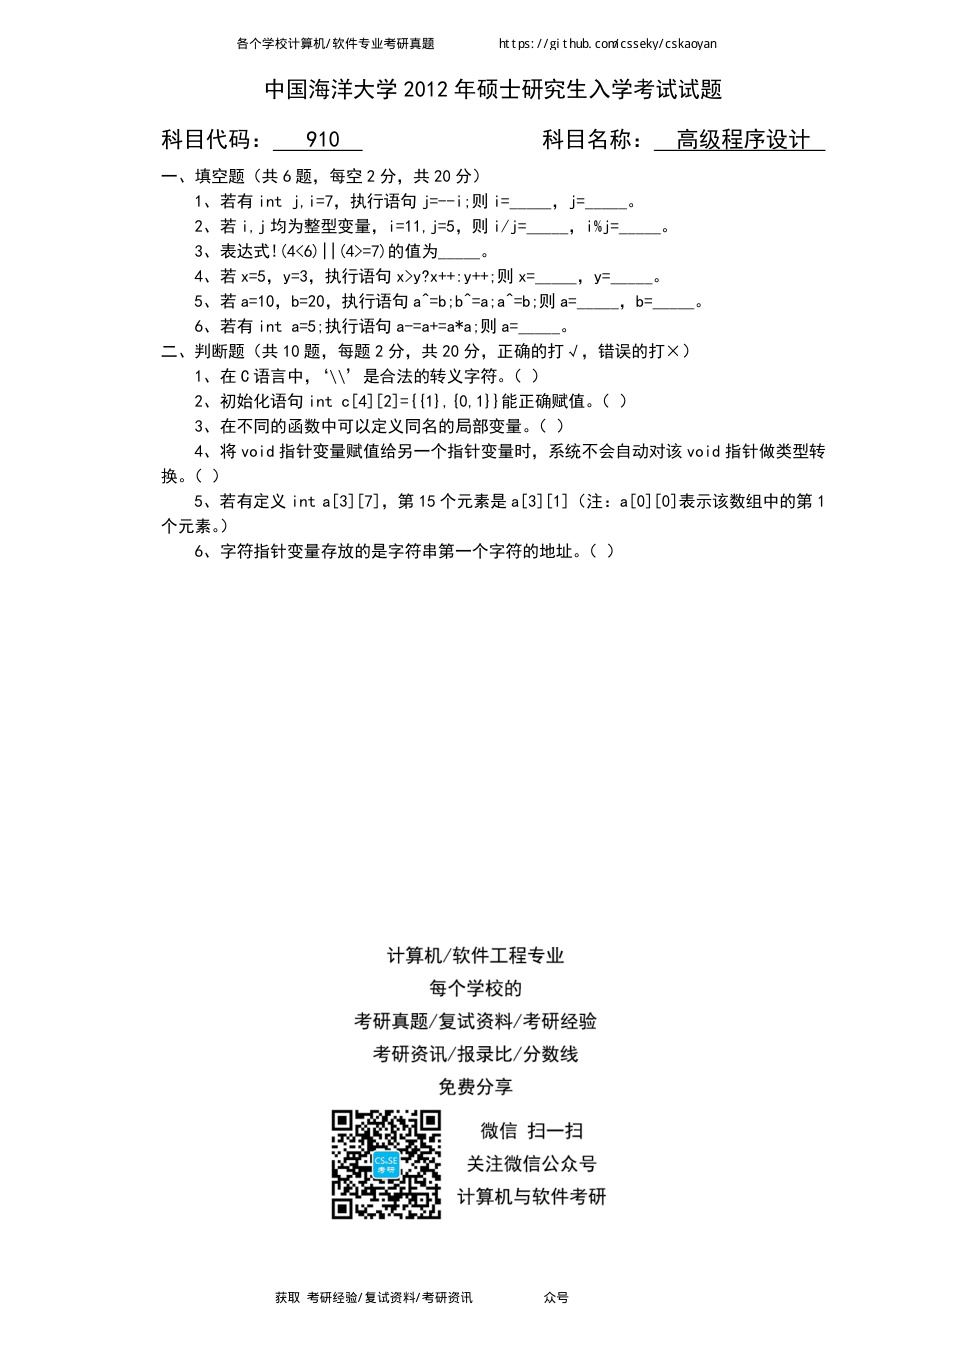 各个学校计算机/软件专业考研真题 https://github.com/csseky/cskaoyan
中国海洋大学 2012 年硕士研究生入学考试试题
科目代码： 910 科目名称： 高级程序设计
一、填空题（共 6 题，每空 2 分，共 20 分）
1、若有 int j,i=7，执行语句 j=--i;则 i=_____，j=_____。
2、若 i,j 均为整型变量，i=11,j=5，则 i/j=_____，i%j=_____。
3、表达式!(4<6)||(4>=7)的值为_____。
4、若 x=5，y=3，执行语句 x>y?x++:y++;则 x=_____，y=_____。
5、若 a=10，b=20，执行语句 a^=b;b^=a;a^=b;则 a=_____，b=_____。
6、若有 int a=5;执行语句 a-=a+=a*a;则 a=_____。
二、判断题（共 10 题，每题 2 分，共 20 分，正确的打√，错误的打×）
1、在 C 语言中，‘\\’是合法的转义字符。（ ）
2、初始化语句 int c[4][2]={{1},{0,1}}能正确赋值。（ ）
3、在不同的函数中可以定义同名的局部变量。（ ）
4、将 void 指针变量赋值给另一个指针变量时，系统不会自动对该 void 指针做类型转
换。（ ）
5、若有定义 int a[3][7]，第 15 个元素是 a[3][1]（注：a[0][0]表示该数组中的第 1
个元素。）
6、字符指针变量存放的是字符串第一个字符的地址。（ ）
计算机/软件工程专业
每个学校的
考研真题/复试资料/考研经验
考研资讯/报录比/分数线
免费分享
CS&SE
考研
微信 扫一扫
关注微信公众号
计算机与软件考研
获取 考研经验/复试资料/考研资讯 众号